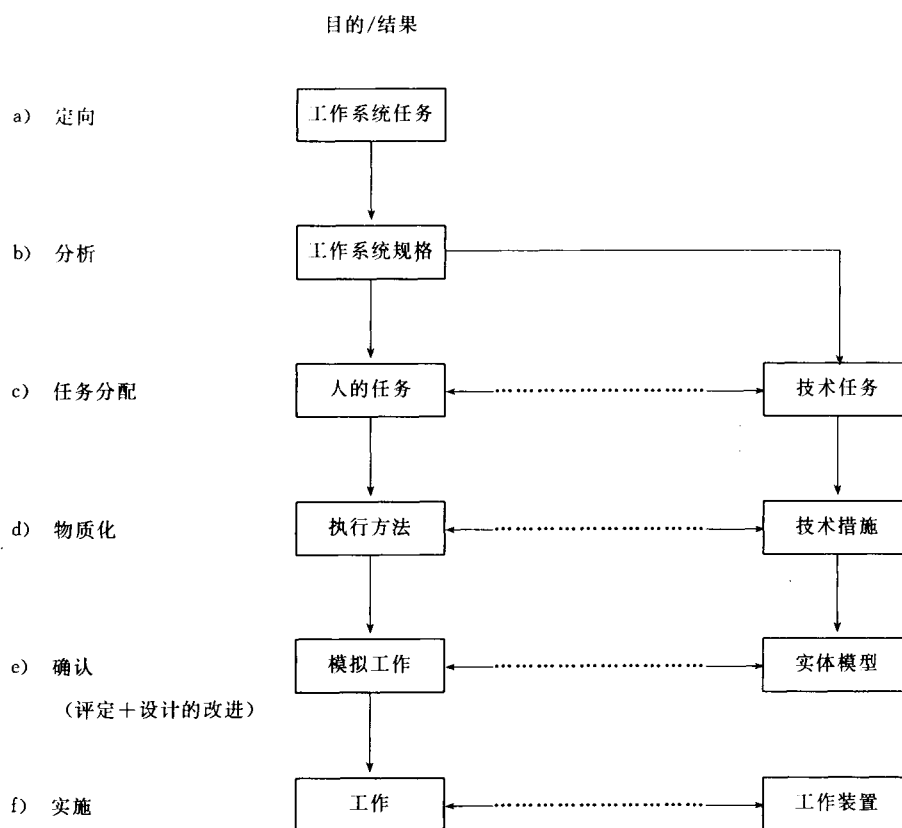 目的/结果
a) 定向
工作系统任务
b) 分析
工作系统规格
c) 任务分配
人的任务
技术任务
d) 物质化
执行方法
技术措施
e) 确认
(评定＋设计的改进)
模拟工作
实体模型
f) 实施
工作
工作装置